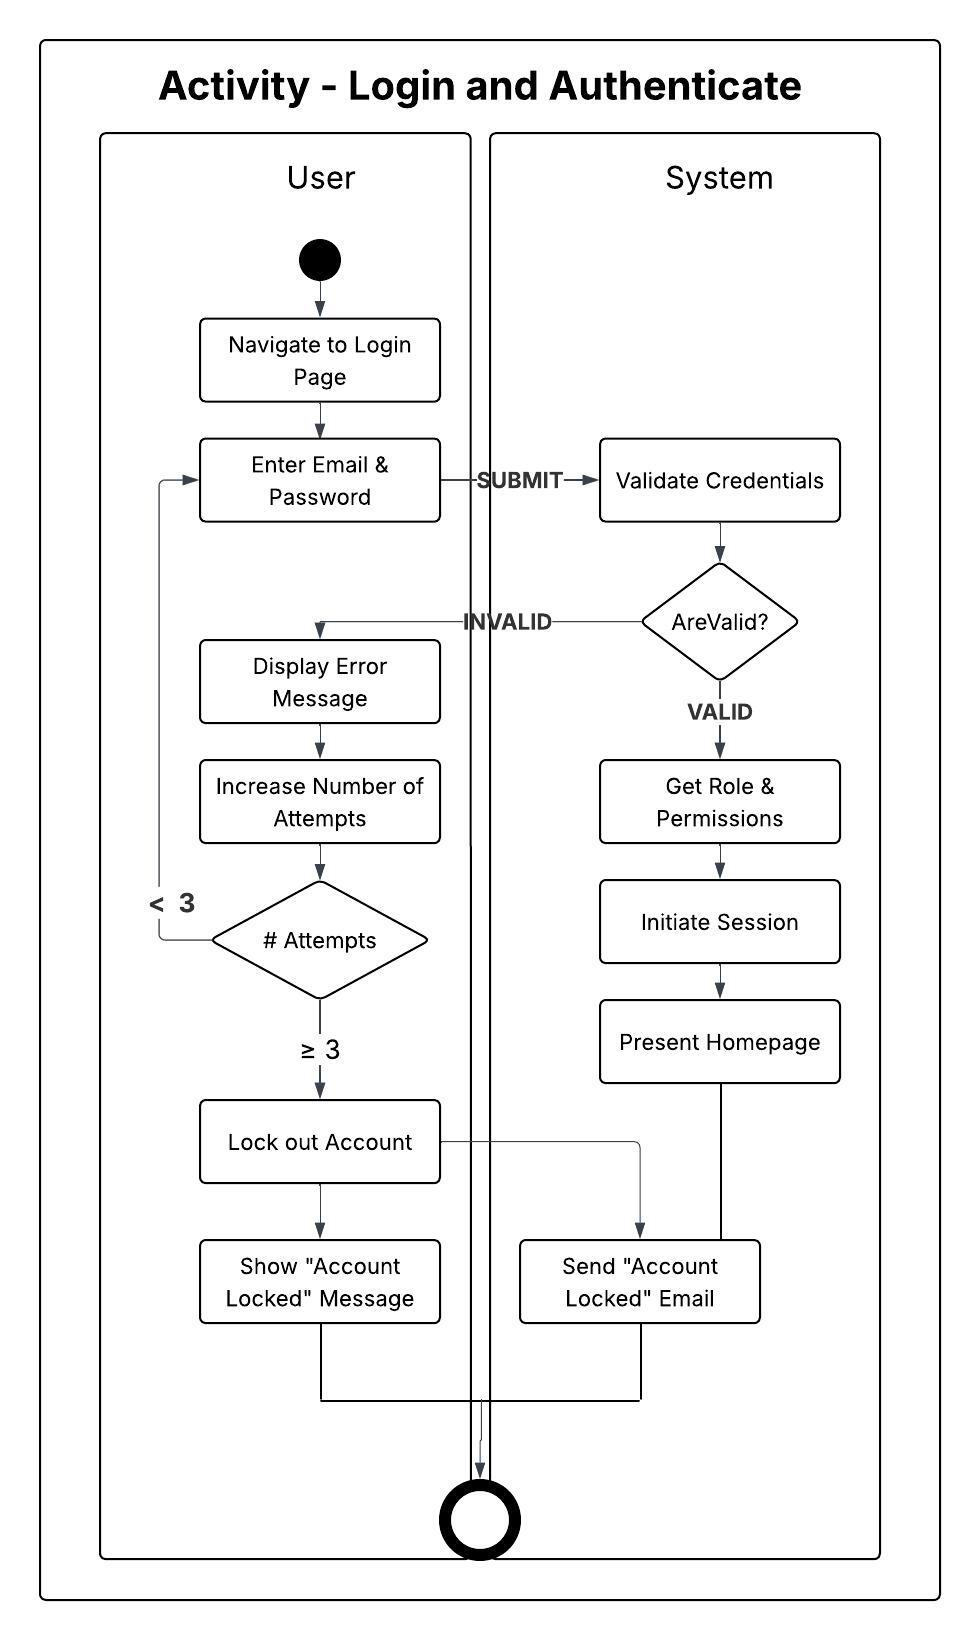 Activity - Login and Authenticate
User
System
Navigate to Login
Page
Enter Email &
Password
SUBMIT
Validate Credentials
AreValid?
INVALID
Display Error
Message
VALID
Increase Number of
Attempts
Get Role &
Permissions
< 3
# Attempts
Initiate Session
≥ 3
Present Homepage
Lock out Account
Show "Account
Locked" Message
Send "Account
Locked" Email